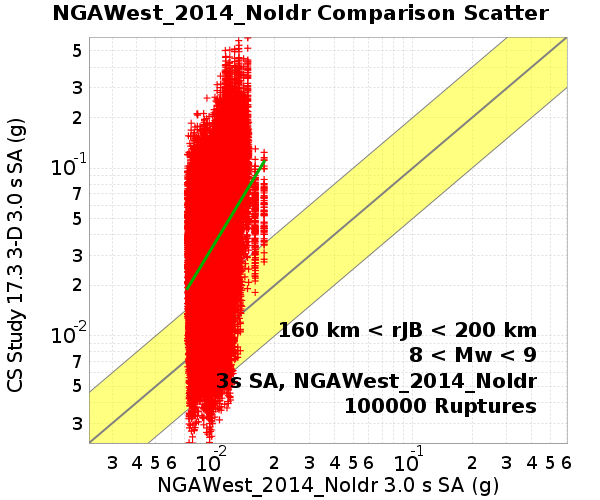 NGAWest_2014_NoIdr Comparison Scatter
CS Study 17.3 3-D 3.0 s SA (g)
5
3
2
10^-1
7
5
3
2
10^-2
7
5
3
160 km < rJB < 200 km
8 < Mw < 9
3s SA, NGAWest_2014_NoIdr
100000 Ruptures
3 4 5 6 10^-2 2 3 4 5 6 10^-1 2 3 4 5 6
NGAWest_2014_NoIdr 3.0 s SA (g)